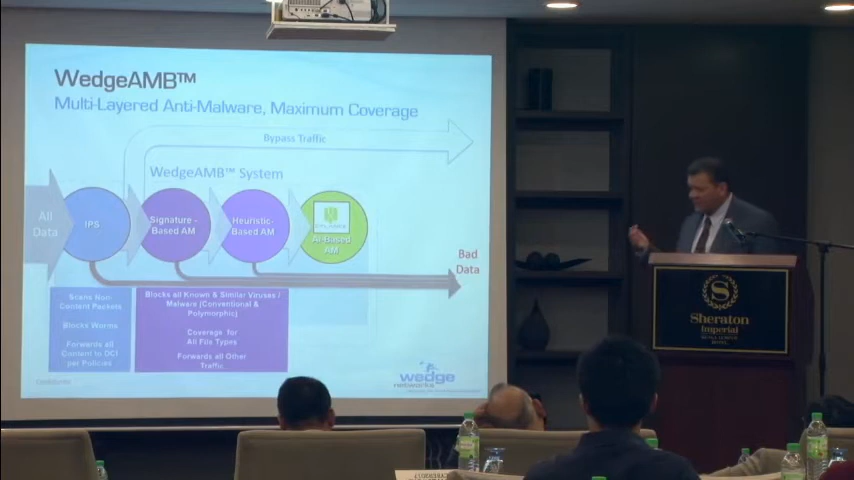 WedgeAMB™
Multi-Layered Anti-Malware, Maximum Coverage
Bypass Traffic
WedgeAMB™ System
All
Data
IPS
Signature-
Based AM
Heuristic-
Based AM
AI-Based
AM
Bad
Data
Scans Non-
Content Packets
Blocks Worms
Forwards all
Content to DCI
per Policies
Blocks all Known & Similar Viruses /
Malware (Conventional &
Polymorphic)
Coverage for
All File Types
Forwards all Other
Traffic
wedge
networks
S
Sheraton
Imperial
HOTEL